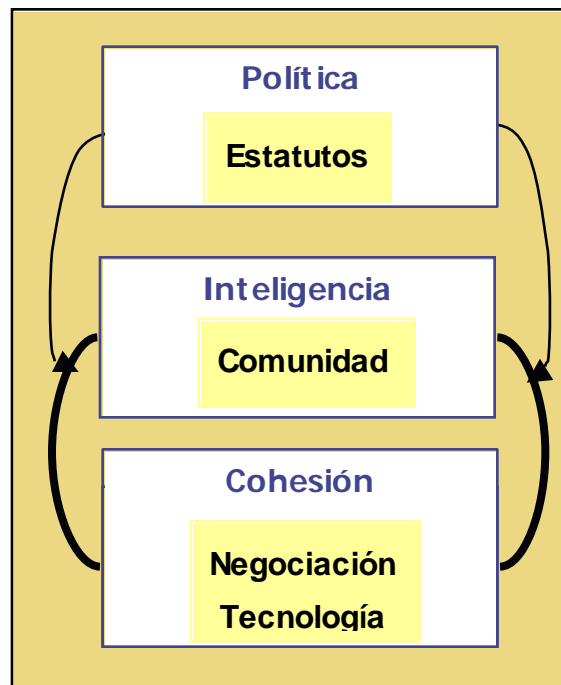 Política
Estatutos
Inteligencia
Comunidad
Cohesión
Negociación
Tecnología